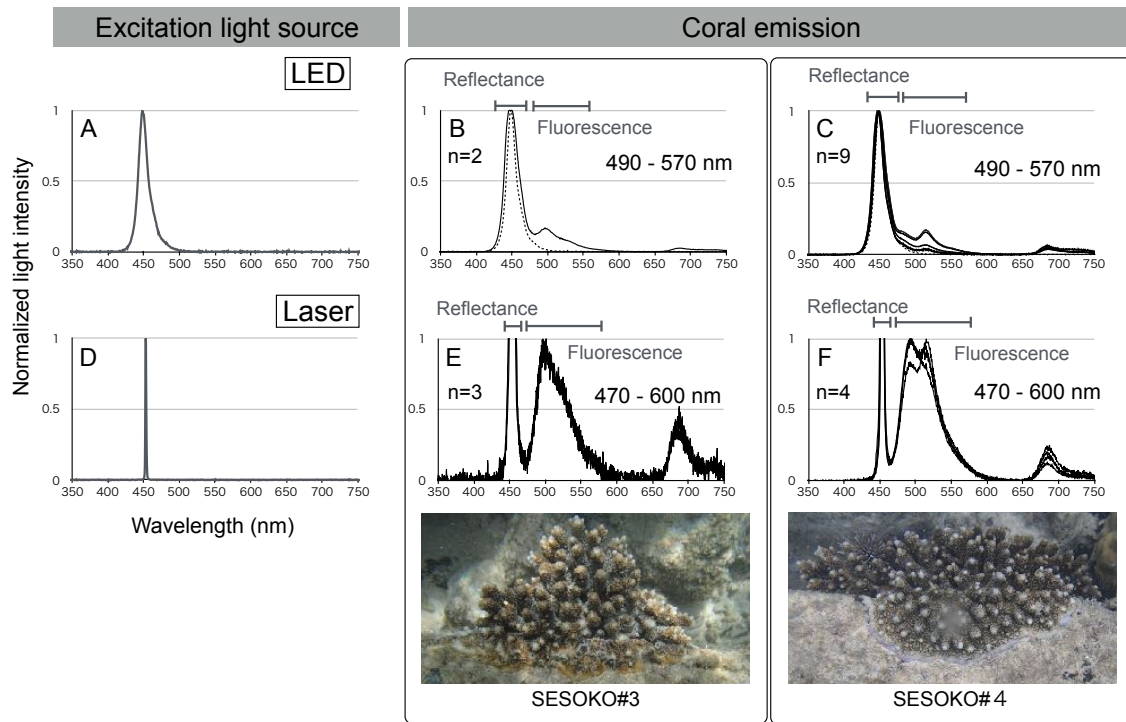 Excitation light source
Coral emission
LED
Normalized light intensity
1
0.5
0
A
350 400 450 500 550 600 650 700 750
Reflectance
1
0.5
0
B
n=2
Fluorescence
490 - 570 nm
350 400 450 500 550 600 650 700 750
Reflectance
1
0.5
0
C
n=9
Fluorescence
490 - 570 nm
350 400 450 500 550 600 650 700 750
Laser
1
0.5
0
D
350 400 450 500 550 600 650 700 750
Wavelength (nm)
Reflectance
1
0.5
0
E
n=3
Fluorescence
470 - 600 nm
350 400 450 500 550 600 650 700 750
Reflectance
1
0.5
0
F
n=4
Fluorescence
470 - 600 nm
350 400 450 500 550 600 650 700 750
SESOKO#3
SESOKO#4